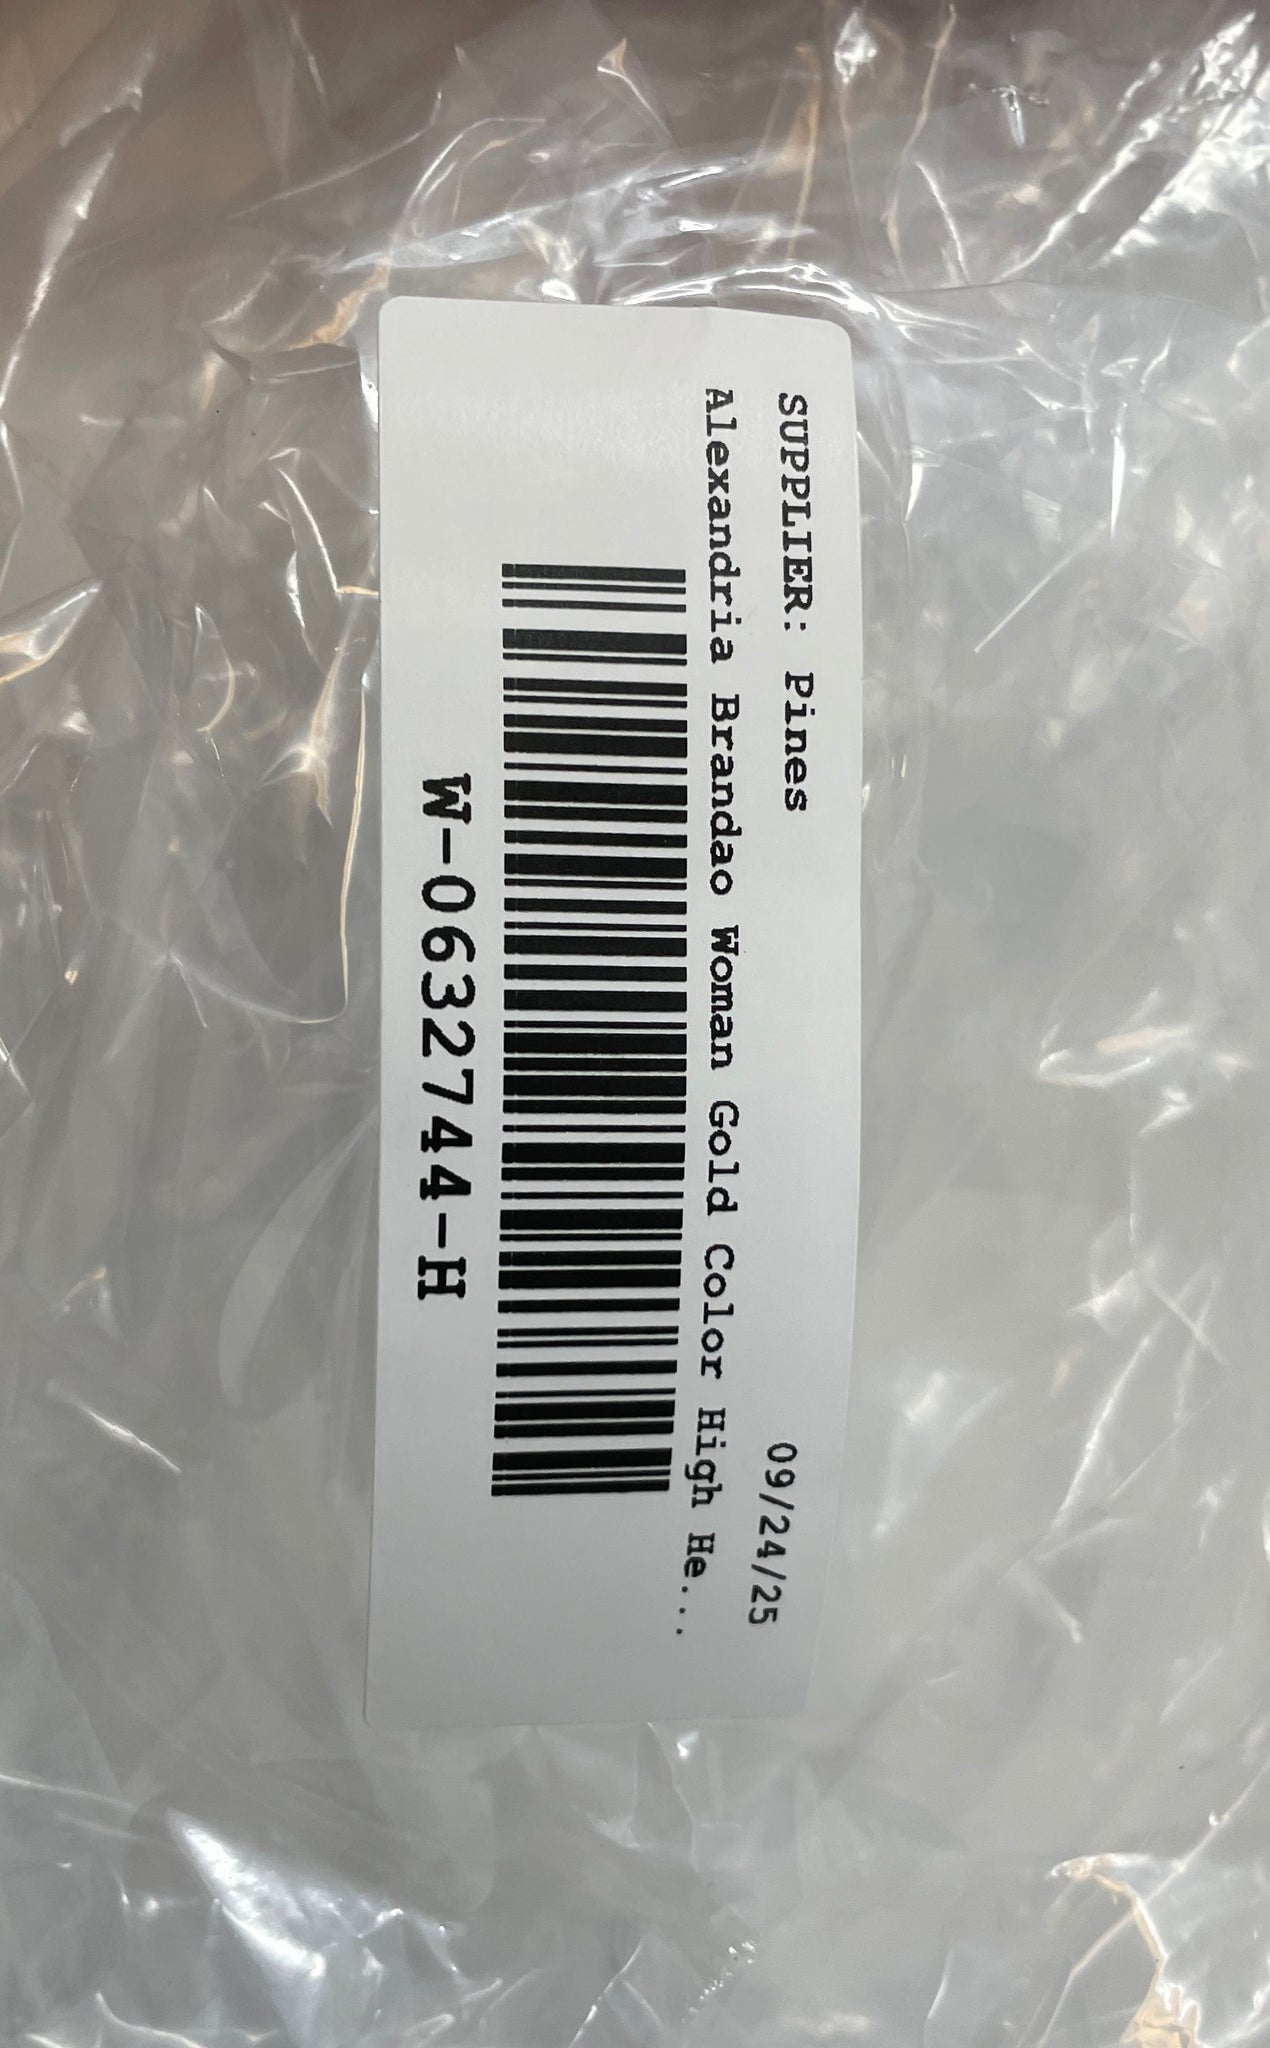 SUPPLIER: Pines 09/24/25
Alexandria Brandao Woman Gold Color High He...
W-0632744-H